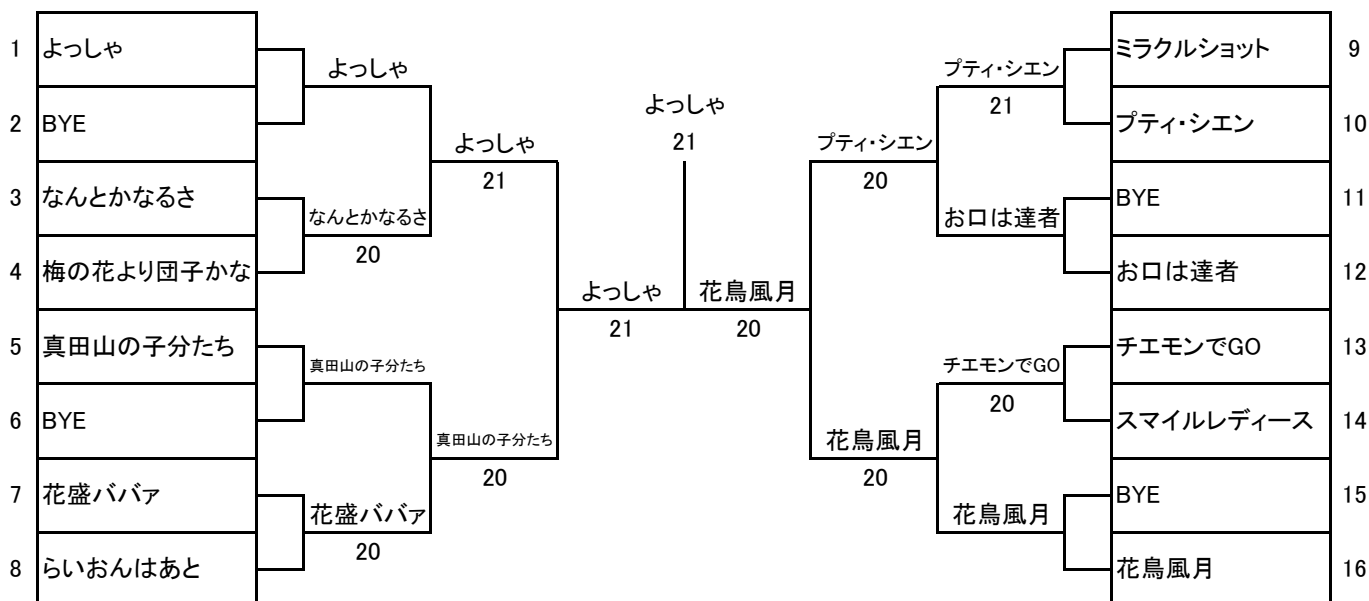 1 よっしゃ
2 BYE
3 なんとかなるさ
4 梅の花より団子かな
5 真田山の子分たち
6 BYE
7 花盛ババァ
8 らいおんはあと
よっしゃ
なんとかなるさ
20
真田山の子分たち
花盛ババァ
20
よっしゃ
21
真田山の子分たち
20
よっしゃ
21
よっしゃ
21
花鳥風月
20
プティ・シエン
20
花鳥風月
20
プティ・シエン
21
お口は達者
チエモンでGO
20
花鳥風月
ミラクルショット 9
プティ・シエン 10
BYE 11
お口は達者 12
チエモンでGO 13
スマイルレディース 14
BYE 15
花鳥風月 16